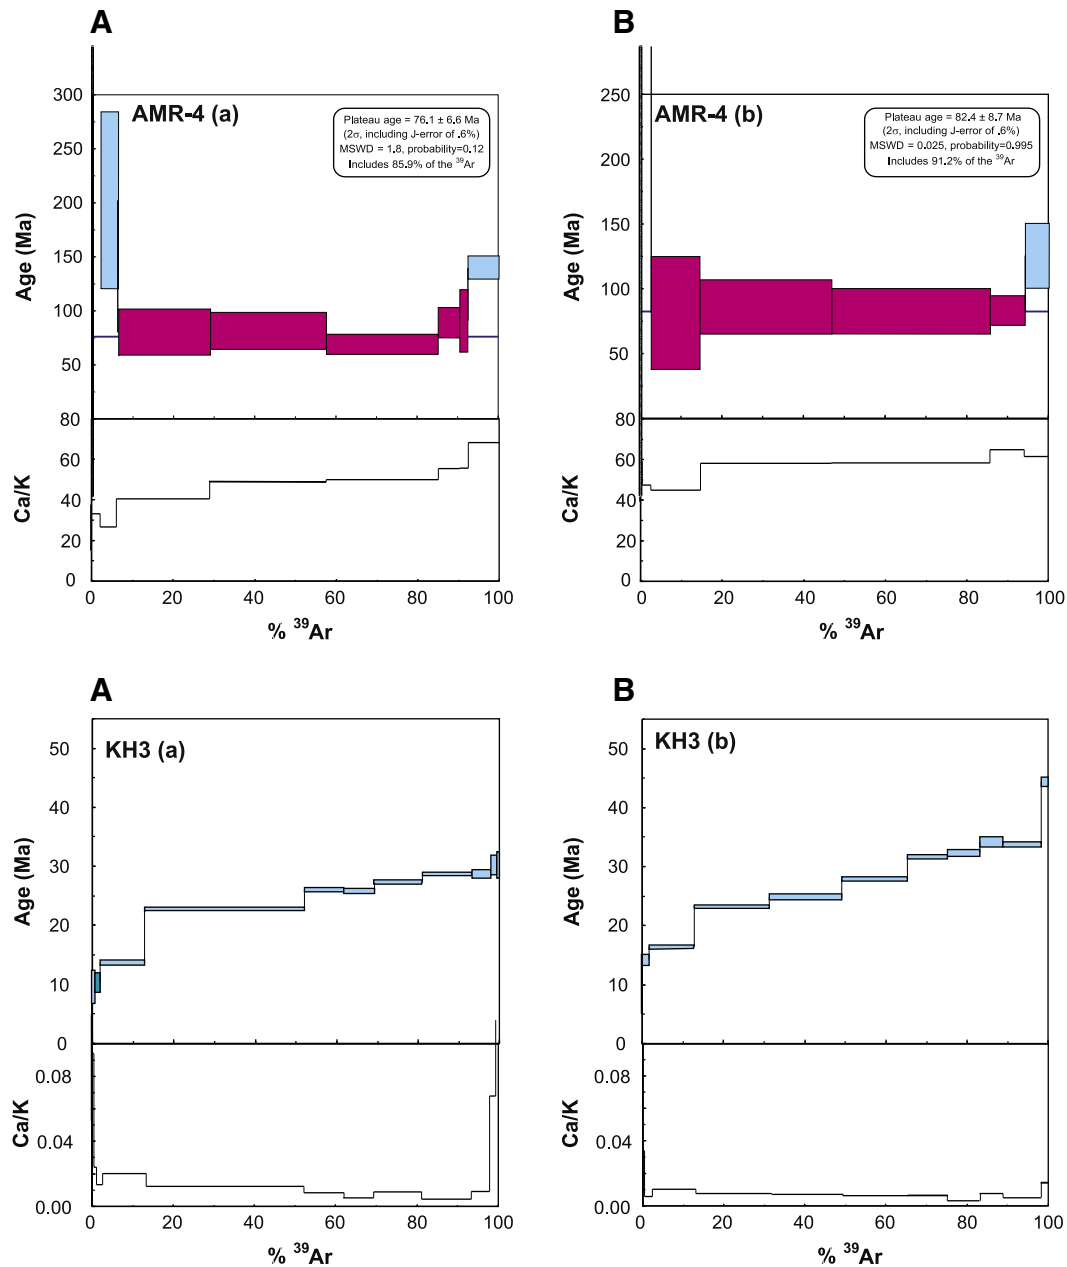 A
B
AMR-4 (a)
Plateau age = 76.1 ± 6.6 Ma
(2σ, including J-error of .6%)
MSWD = 1.8, probability=0.12
Includes 85.9% of the ³⁹Ar
300
250
200
150
100
50
Age (Ma)
80
60
40
20
0
Ca/K
0 20 40 60 80 100
% ³⁹Ar
AMR-4 (b)
Plateau age = 82.4 ± 8.7 Ma
(2σ, including J-error of .6%)
MSWD = 0.025, probability=0.995
Includes 91.2% of the ³⁹Ar
250
200
150
100
50
Age (Ma)
80
60
40
20
0
Ca/K
0 20 40 60 80 100
% ³⁹Ar
A
B
KH3 (a)
50
40
30
20
10
0
Age (Ma)
0.08
0.04
0.00
Ca/K
0 20 40 60 80 100
% ³⁹Ar
KH3 (b)
50
40
30
20
10
0
Age (Ma)
0.08
0.04
0.00
Ca/K
0 20 40 60 80 100
% ³⁹Ar